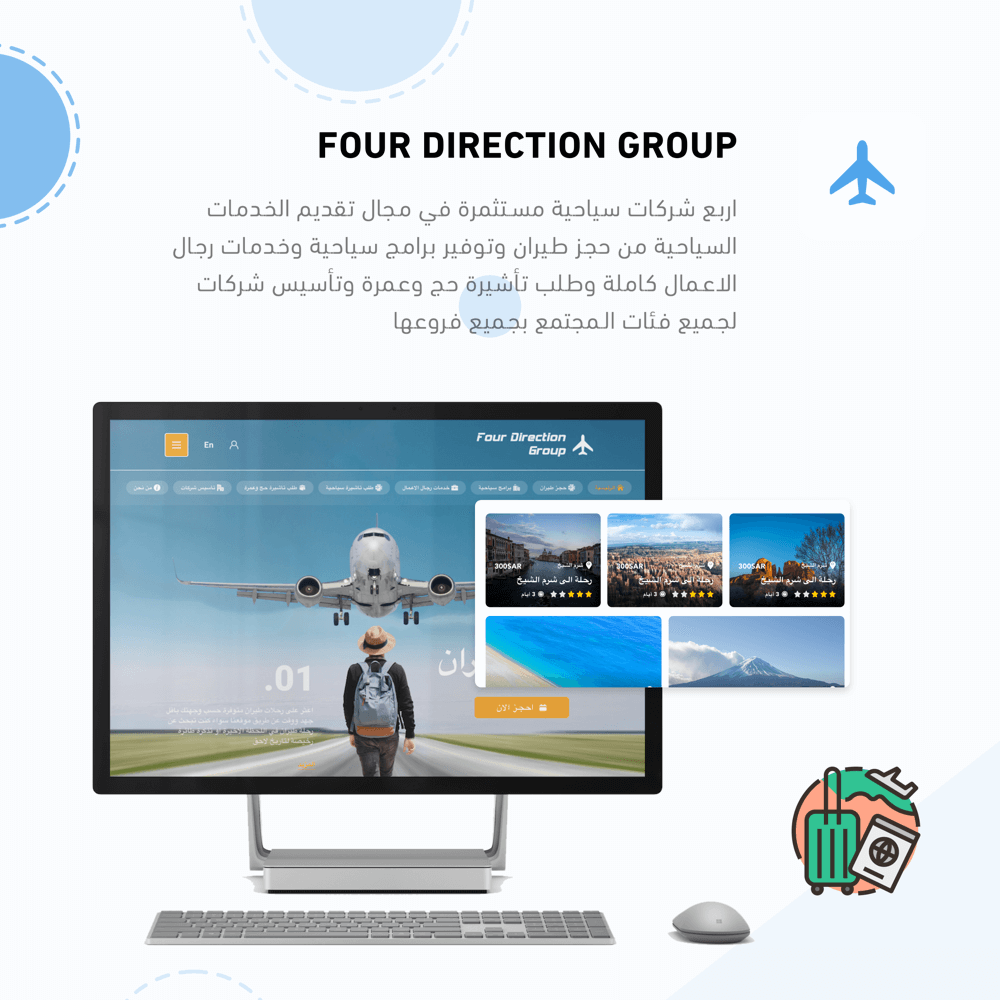 FOUR DIRECTION GROUP
اربع شركات سياحية مستثمرة في مجال تقديم الخدمات
السياحية من حجز طيران وتوفير برامج سياحية وخدمات رجال
الاعمال كاملة وطلب تأشيرة حج وعمرة وتأسيس شركات
لجميع فئات المجتمع بجميع فروعها
Four Direction
Group
En
الرئيسية
حجز طيران
برامج سياحية
خدمات رجال الاعمال
طلب تاشيرة سياحية
طلب تاشيرة حج وعمرة
تاسيس شركات
من نحن
شرم الشيخ 300SAR
رحلة الى شرم الشيخ
3 ايام
شرم الشيخ 300SAR
رحلة الى شرم الشيخ
3 ايام
شرم الشيخ 300SAR
رحلة الى شرم الشيخ
3 ايام
.01
احجز الان